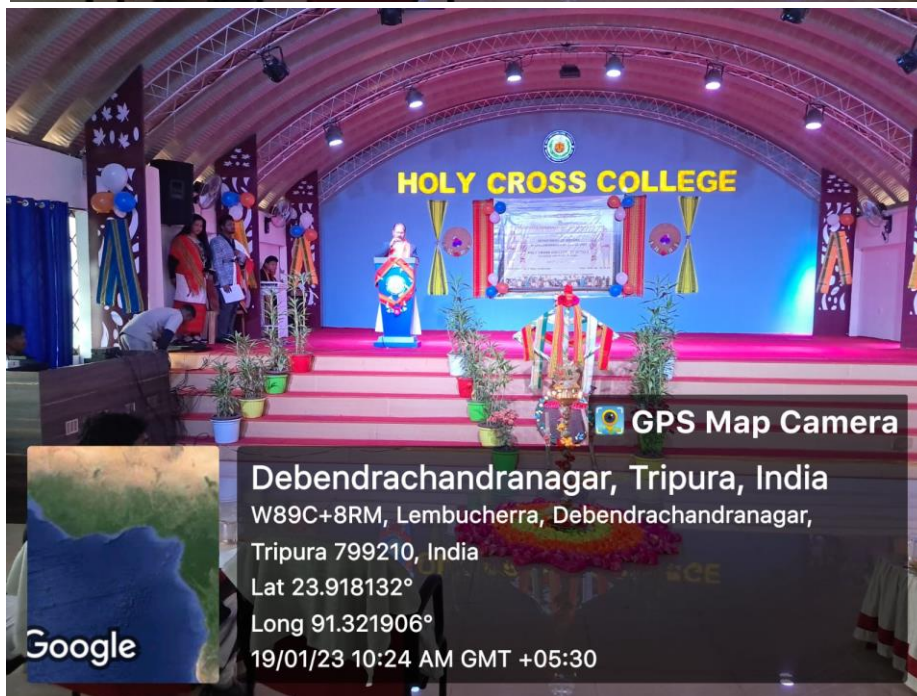 HOLY CROSS COLLEGE
GPS Map Camera
Debendrachandranagar, Tripura, India
W89C+8RM, Lembucherra, Debendrachandranagar,
Tripura 799210, India
Lat 23.918132°
Long 91.321906°
19/01/23 10:24 AM GMT +05:30
Google